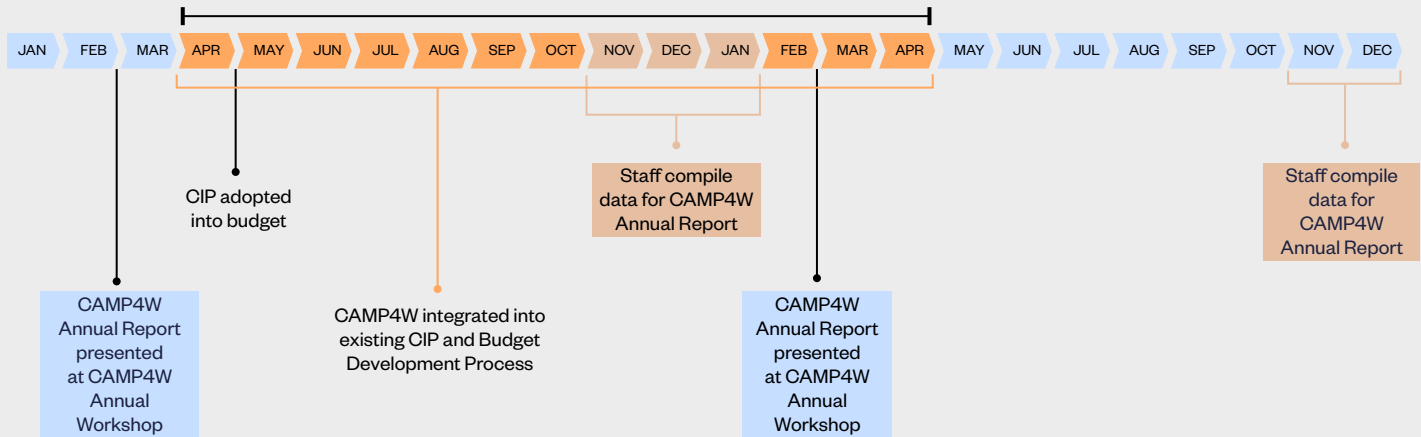 JAN FEB MAR APR MAY JUN JUL AUG SEP OCT NOV DEC JAN FEB MAR APR MAY JUN JUL AUG SEP OCT NOV DEC
CIP adopted
into budget
Staff compile
data for CAMP4W
Annual Report
Staff compile
data for
CAMP4W
Annual Report
CAMP4W
Annual Report
presented
at CAMP4W
Annual
Workshop
CAMP4W integrated into
existing CIP and Budget
Development Process
CAMP4W
Annual Report
presented
at CAMP4W
Annual
Workshop